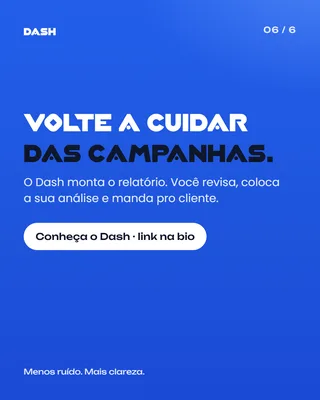 DASH
06 / 6
VOLTE A CUIDAR
DAS CAMPANHAS.
O Dash monta o relatório. Você revisa, coloca
a sua análise e manda pro cliente.
Conheça o Dash · link na bio
Menos ruído. Mais clareza.